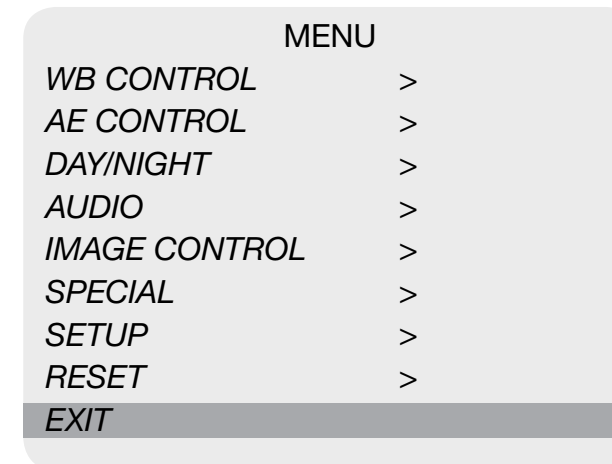 MENU
WB CONTROL >
AE CONTROL >
DAY/NIGHT >
AUDIO >
IMAGE CONTROL >
SPECIAL >
SETUP >
RESET >
EXIT